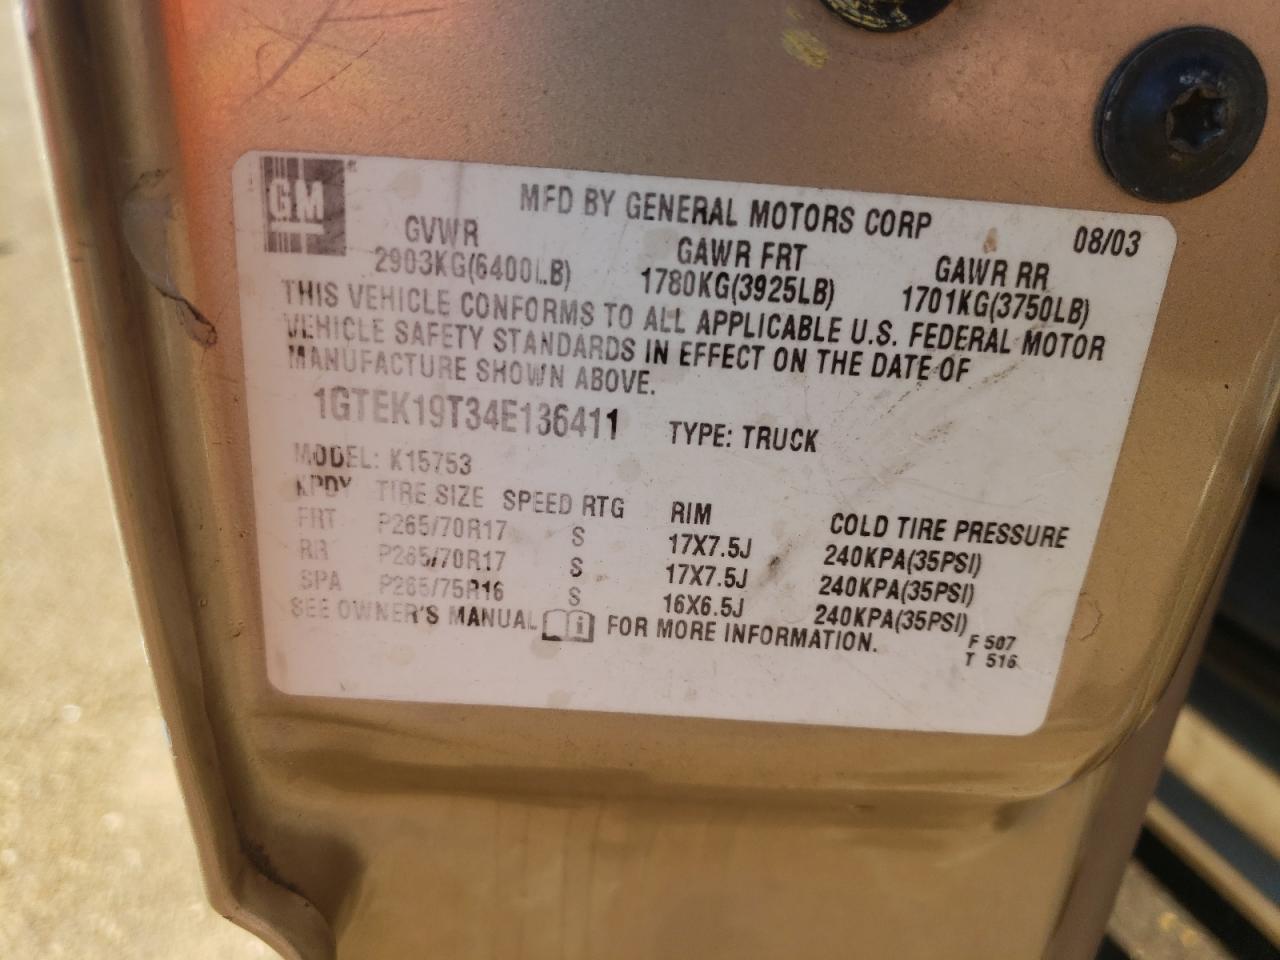 GM ®
MFD BY GENERAL MOTORS CORP 08/03
GVWR GAWR FRT GAWR RR
2903KG(6400LB) 1780KG(3925LB) 1701KG(3750LB)
THIS VEHICLE CONFORMS TO ALL APPLICABLE U.S. FEDERAL MOTOR
VEHICLE SAFETY STANDARDS IN EFFECT ON THE DATE OF
MANUFACTURE SHOWN ABOVE.
1GTEK19T34E136411 TYPE: TRUCK
MODEL: K15753
KPDY TIRE SIZE SPEED RTG RIM COLD TIRE PRESSURE
FRT P265/70R17 S 17X7.5J 240KPA(35PSI)
RR P265/70R17 S 17X7.5J 240KPA(35PSI)
SPA P265/75R16 S 16X6.5J 240KPA(35PSI)
SEE OWNER'S MANUAL i FOR MORE INFORMATION.
F 507
T 516